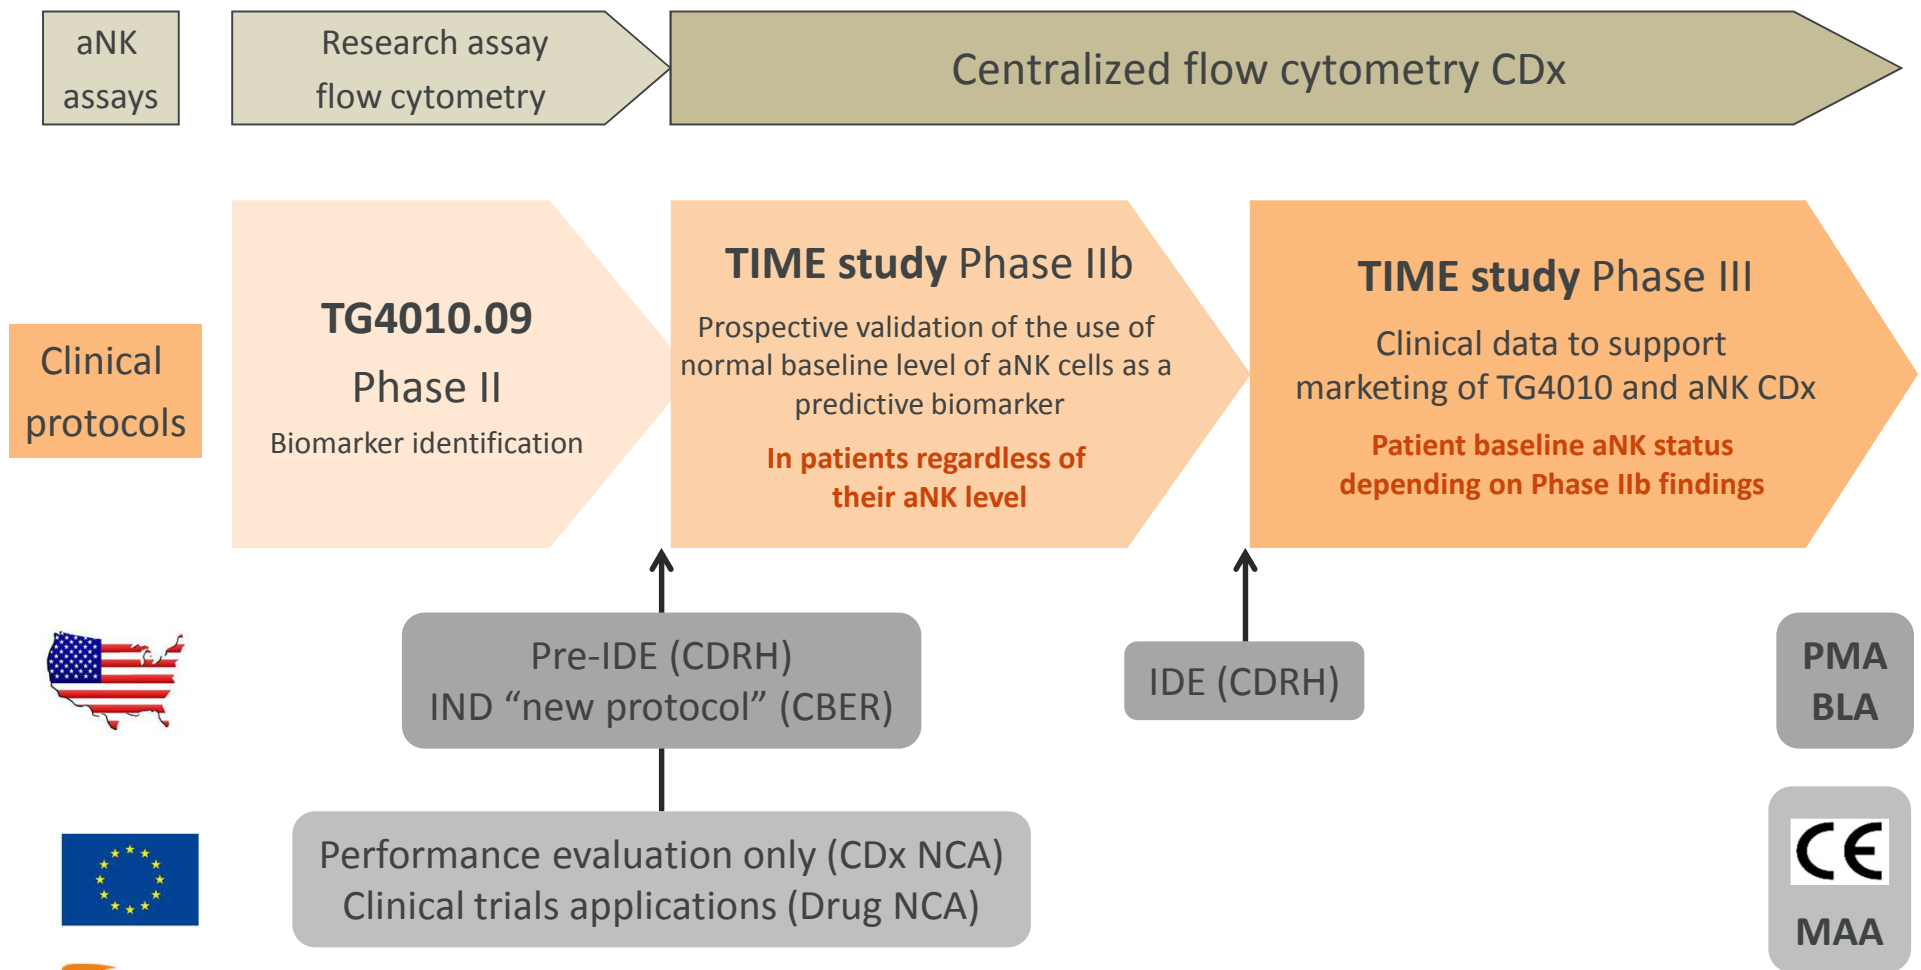 aNK
assays
Research assay
flow cytometry
Centralized flow cytometry CDx
Clinical
protocols
TG4010.09
Phase II
Biomarker identification
TIME study Phase IIb
Prospective validation of the use of
normal baseline level of aNK cells as a
predictive biomarker
In patients regardless of
their aNK level
TIME study Phase III
Clinical data to support
marketing of TG4010 and aNK CDx
Patient baseline aNK status
depending on Phase IIb findings
Pre-IDE (CDRH)
IND “new protocol” (CBER)
IDE (CDRH)
PMA
BLA
Performance evaluation only (CDx NCA)
Clinical trials applications (Drug NCA)
CE
MAA